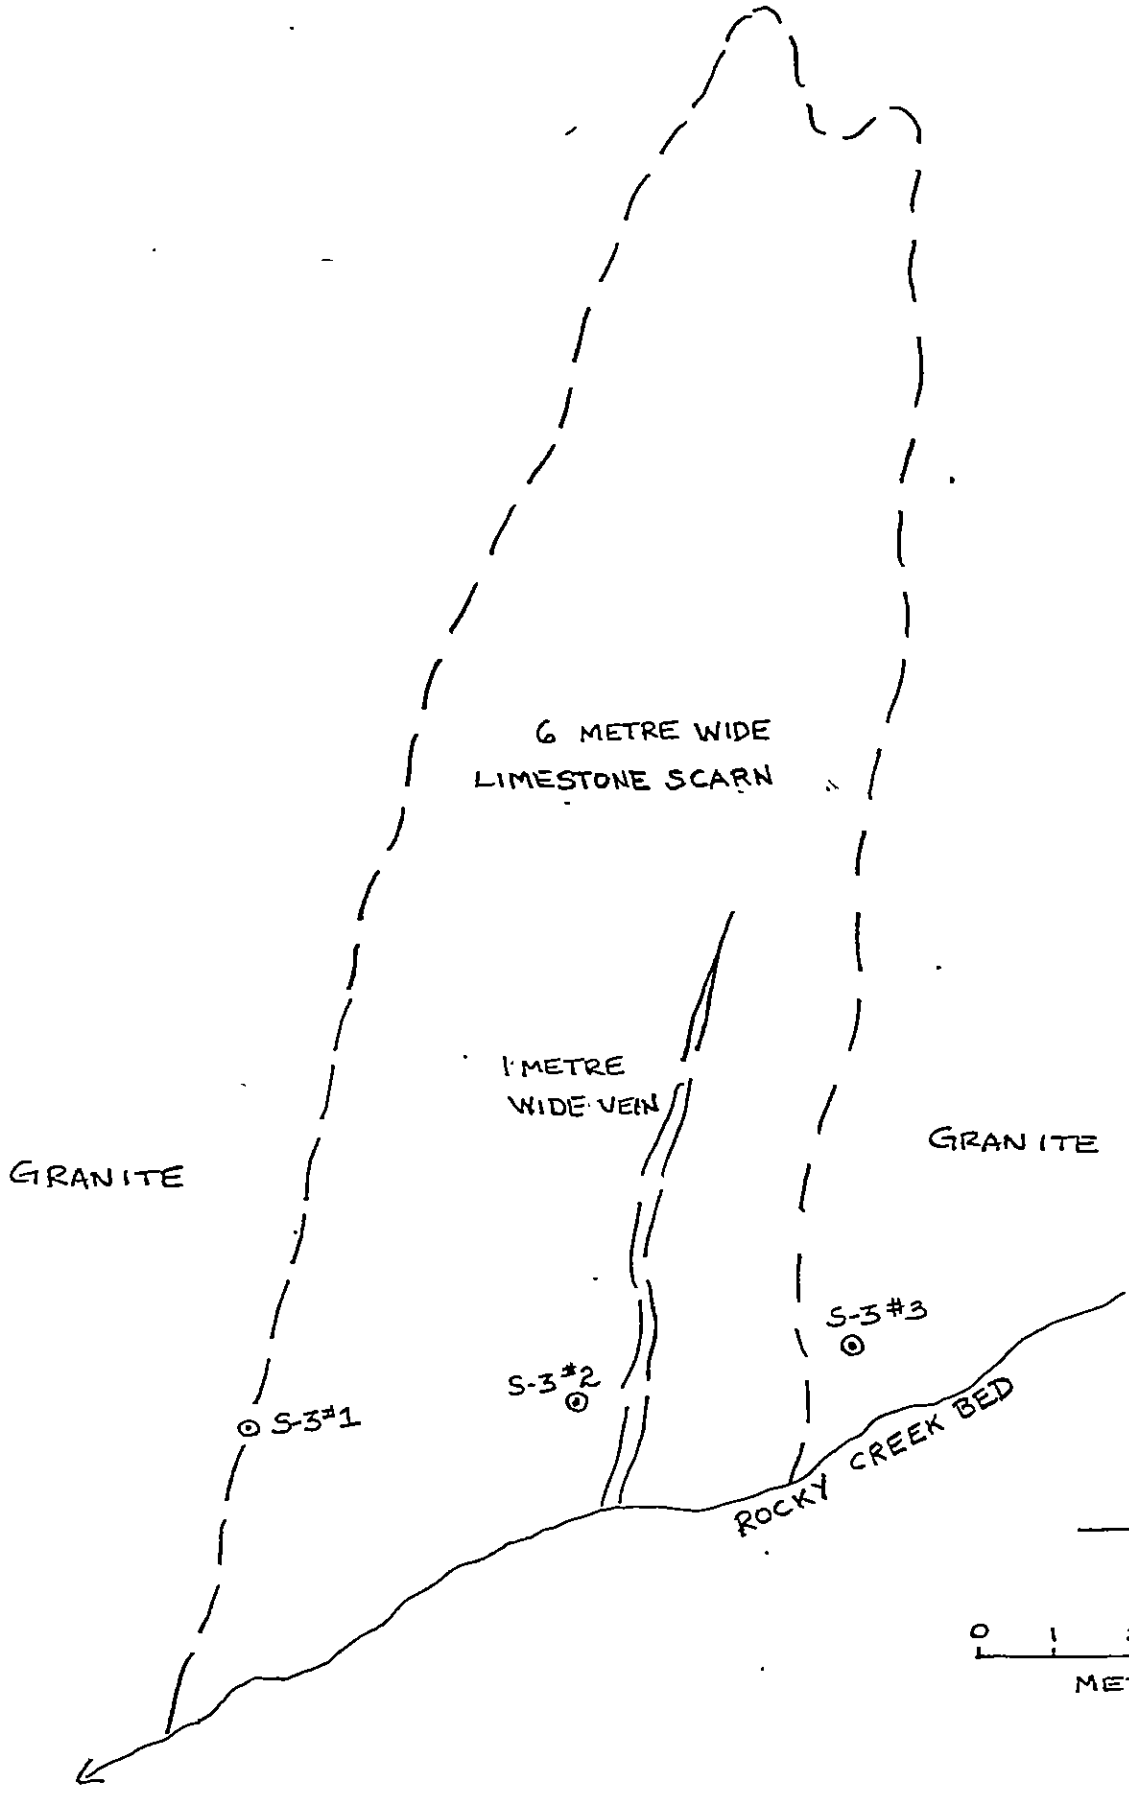 6 METRE WIDE
LIMESTONE SCARN
1 METRE
WIDE VEIN
GRANITE
GRANITE
S-3 #3
S-3 #2
S-3 #1
ROCKY CREEK BED
0 1